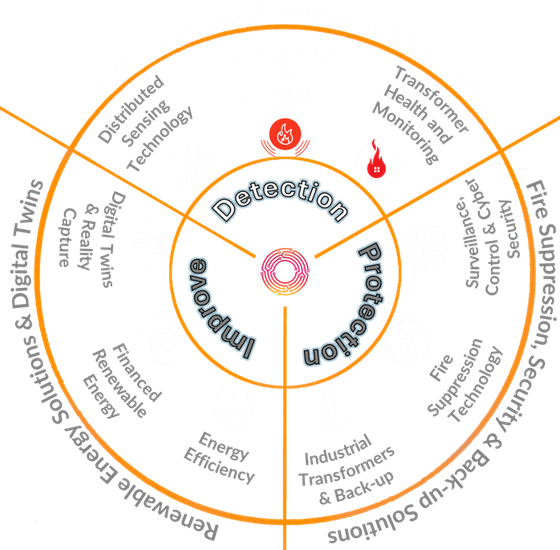 Distributed
Sensing
Technology
Transformer
Health and
Monitoring
Detection
Surveillance,
Control & Cyber
Security
Fire
Suppression
Technology
Industrial
Transformers
& Back-up
Protection
Fire Suppression, Security & Back-up Solutions
Energy
Efficiency
Financed
Renewable
Energy
Digital Twins
& Reality
Capture
Improve
Renewable Energy Solutions & Digital Twins